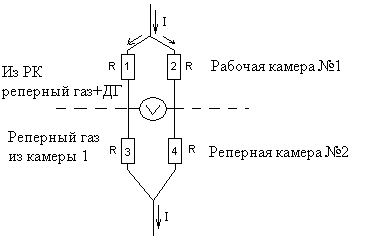 I
R 1 2 R
Рабочая камера №1
Из РК
реперный газ+ДГ
V
Реперный газ
из камеры 1
R 3 4 R
Реперная камера №2
I